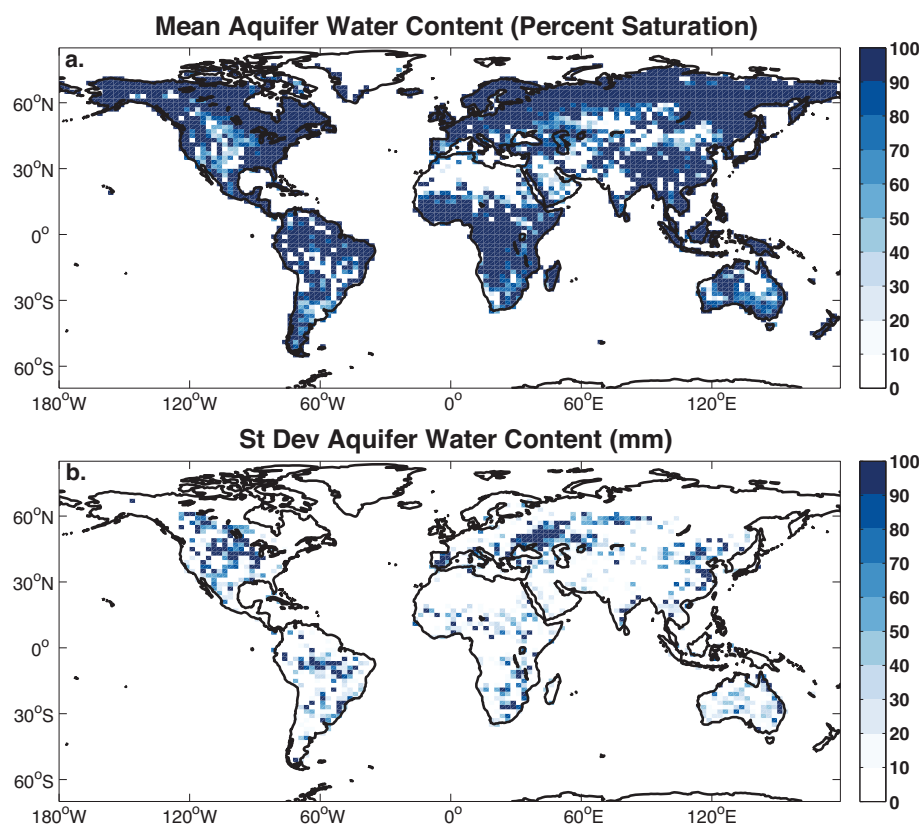 Mean Aquifer Water Content (Percent Saturation)
a.
60°N
30°N
0°
30°S
60°S
180°W 120°W 60°W 0° 60°E 120°E
100
90
80
70
60
50
40
30
20
10
0
St Dev Aquifer Water Content (mm)
b.
60°N
30°N
0°
30°S
60°S
180°W 120°W 60°W 0° 60°E 120°E
100
90
80
70
60
50
40
30
20
10
0